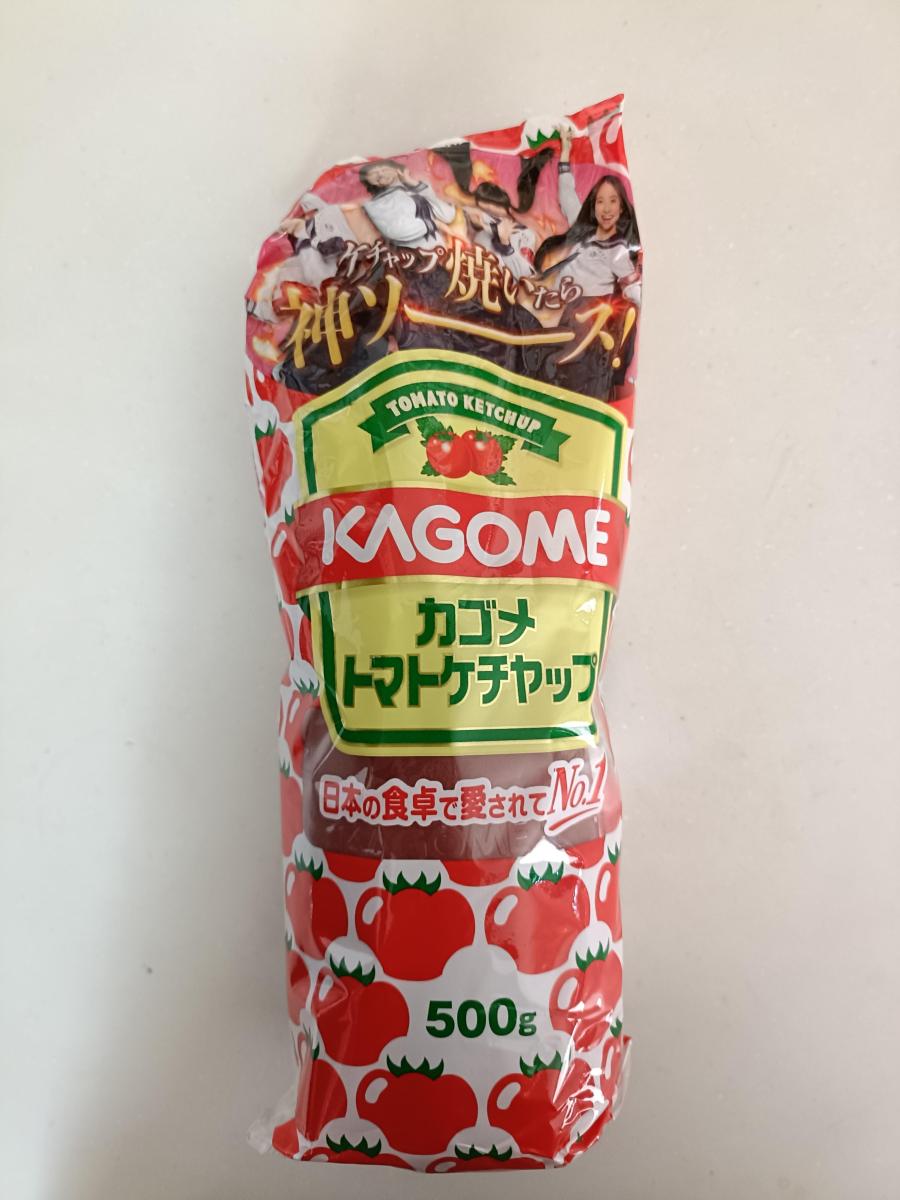 ケチャップ焼いたら
神ソース!
TOMATO KETCHUP
KAGOME
カゴメ
トマトケチャップ
日本の食卓で愛されてNo.1
500g